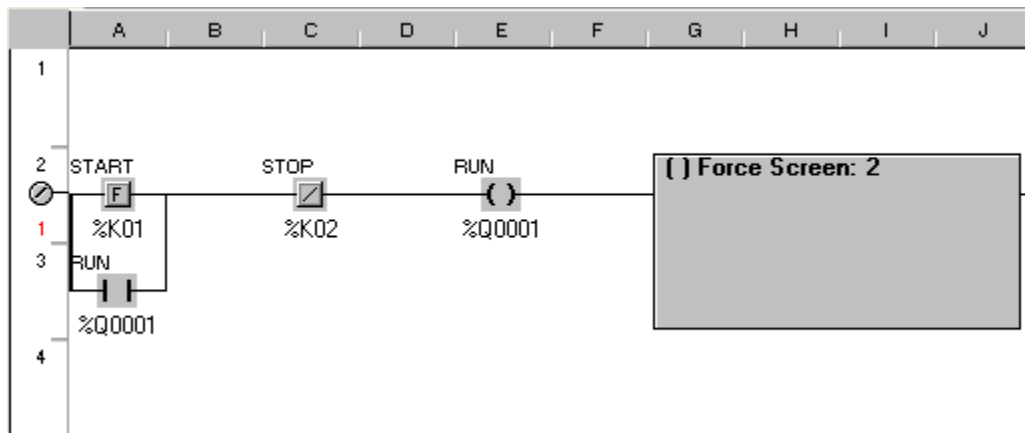 A B C D E F G H I J
1
2 START STOP RUN [ ] Force Screen: 2
F
1 %K01 %K02 %Q0001
3 RUN
%Q0001
4